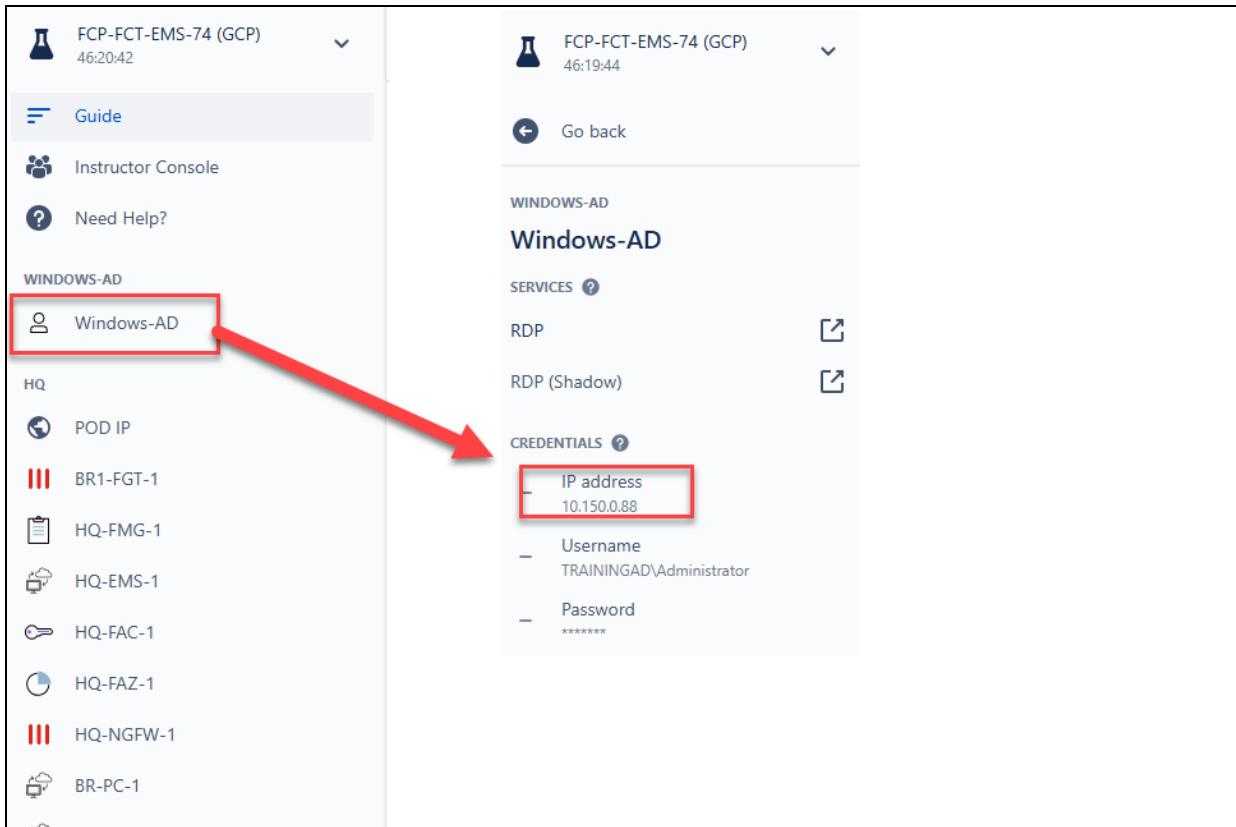 FCP-FCT-EMS-74 (GCP)
46:20:42
Guide
Instructor Console
Need Help?
WINDOWS-AD
Windows-AD
HQ
POD IP
BR1-FGT-1
HQ-FMG-1
HQ-EMS-1
HQ-FAC-1
HQ-FAZ-1
HQ-NGFW-1
BR-PC-1
FCP-FCT-EMS-74 (GCP)
46:19:44
Go back
WINDOWS-AD
Windows-AD
SERVICES ?
RDP
RDP (Shadow)
CREDENTIALS ?
IP address
10.150.0.88
Username
TRAININGAD\Administrator
Password
*******